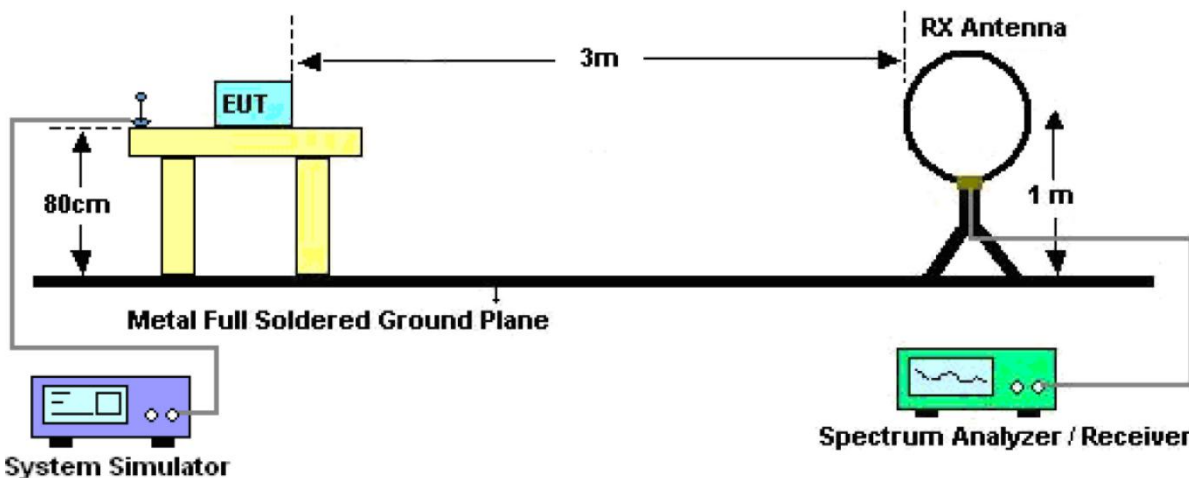 RX Antenna
3m
EUT
80cm
1 m
Metal Full Soldered Ground Plane
Spectrum Analyzer / Receiver
System Simulator